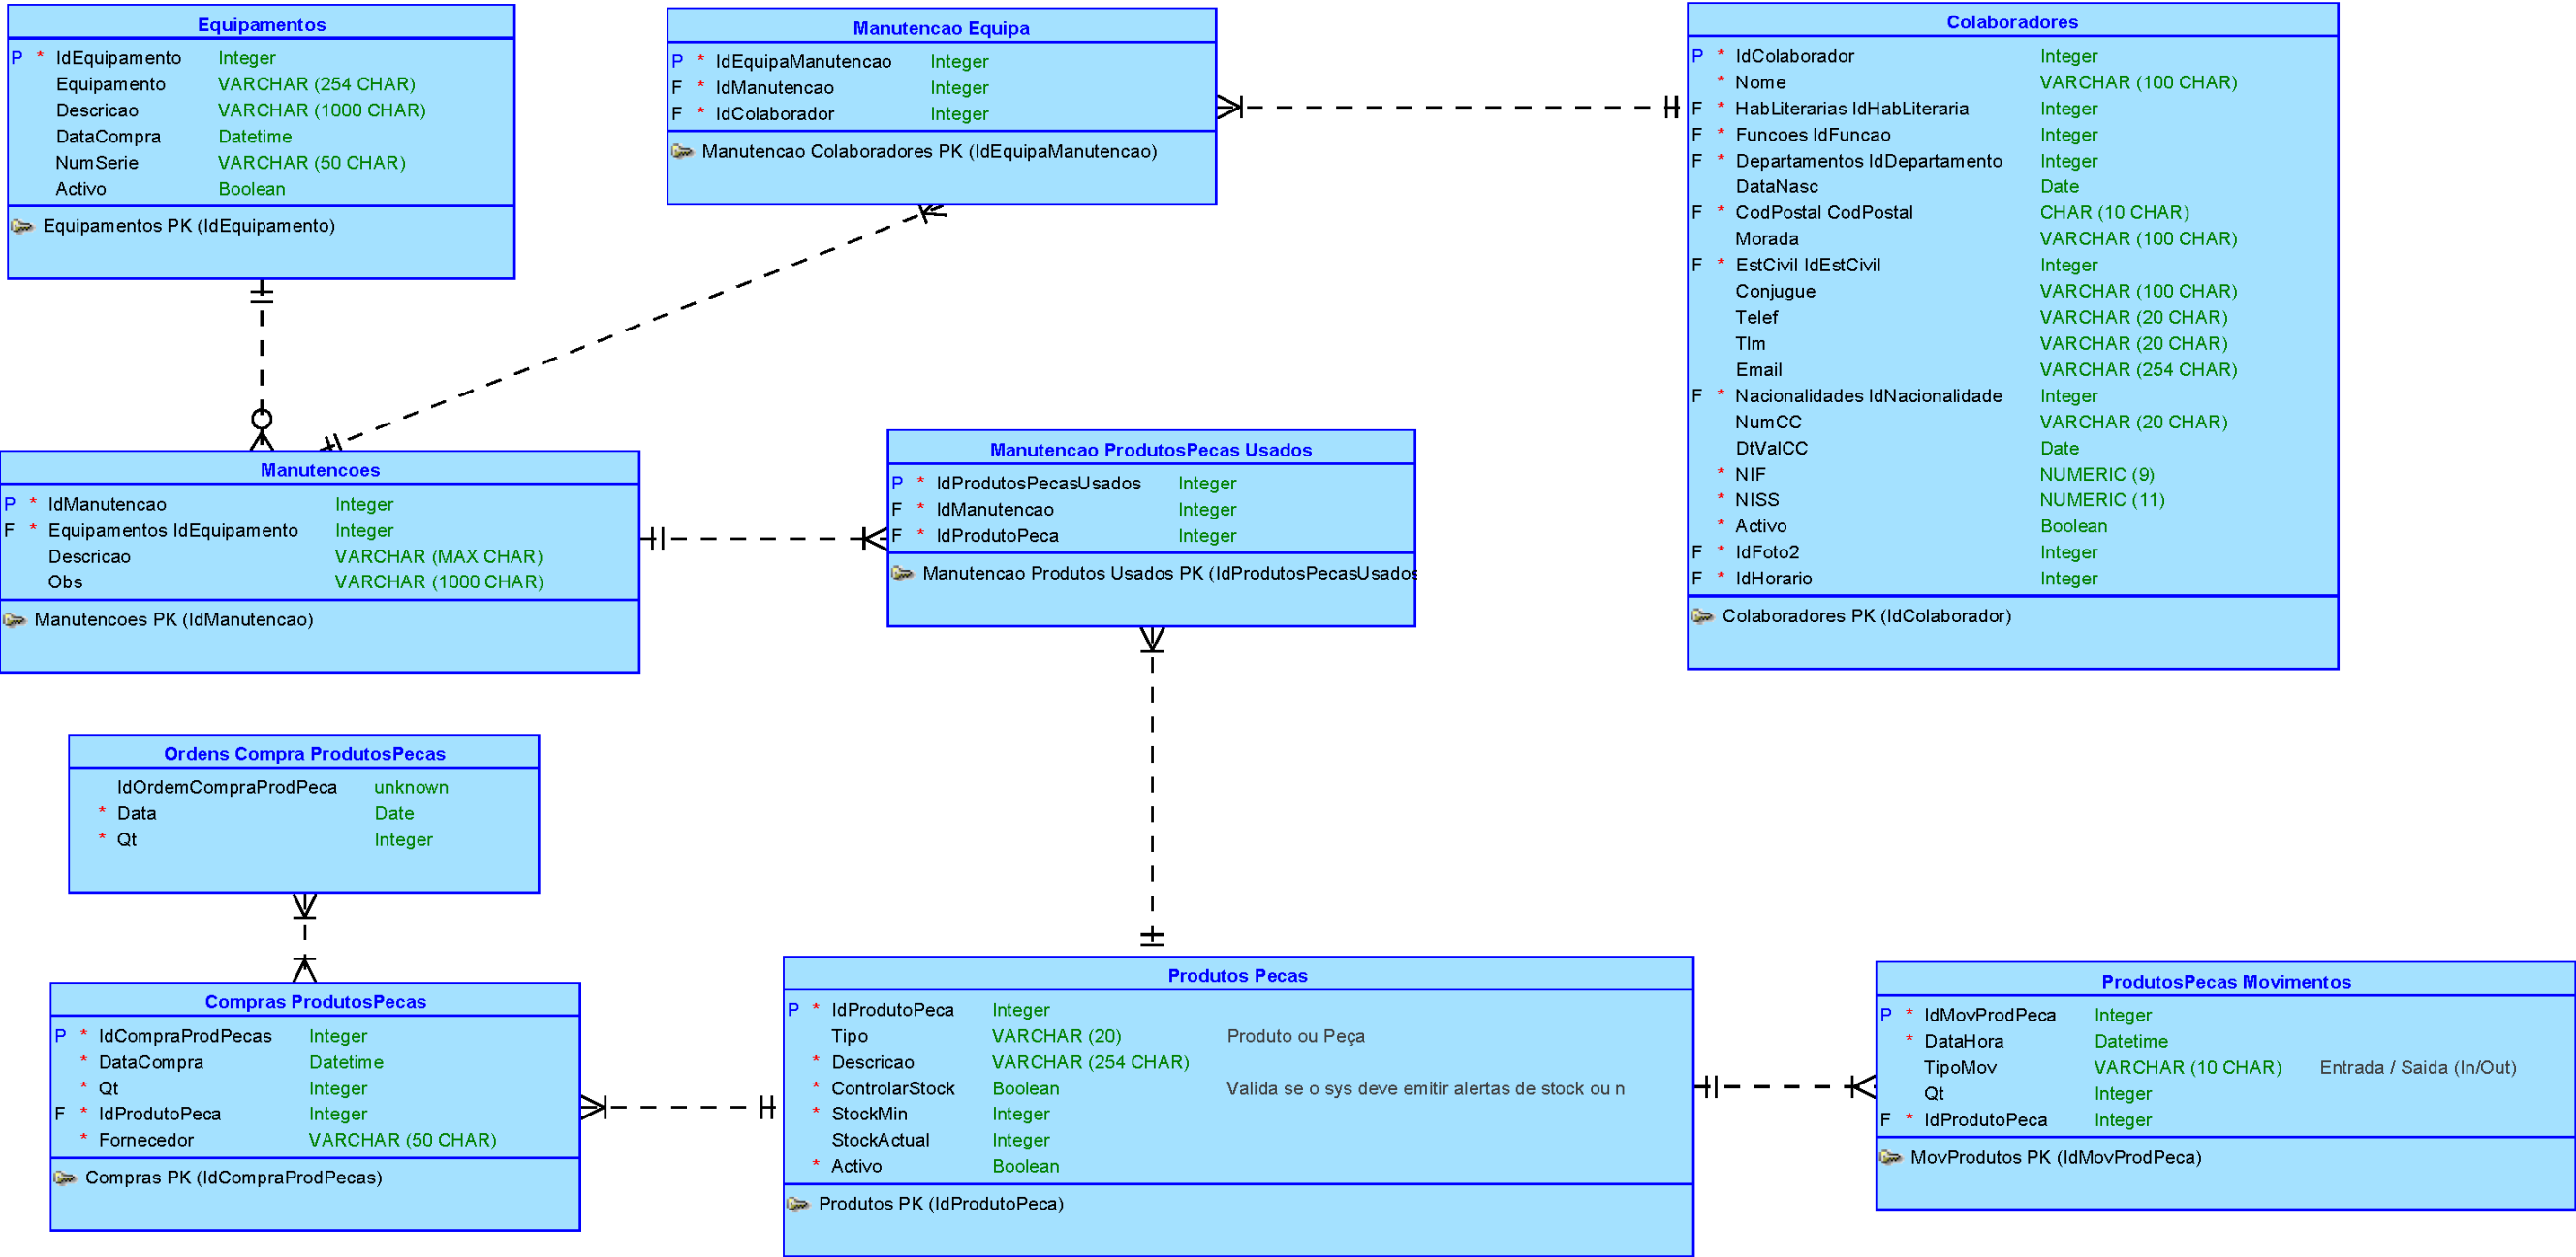 Equipamentos
P * IdEquipamento Integer
Equipamento VARCHAR (254 CHAR)
Descricao VARCHAR (1000 CHAR)
DataCompra Datetime
NumSerie VARCHAR (50 CHAR)
Activo Boolean
Equipamentos PK (IdEquipamento)
Manutencao Equipa
P * IdEquipaManutencao Integer
F * IdManutencao Integer
F * IdColaborador Integer
Manutencao Colaboradores PK (IdEquipaManutencao)
Colaboradores
P * IdColaborador Integer
* Nome VARCHAR (100 CHAR)
F * HabLiterarias IdHabLiteraria Integer
F * Funcoes IdFuncao Integer
F * Departamentos IdDepartamento Integer
DataNasc Date
F * CodPostal CodPostal CHAR (10 CHAR)
Morada VARCHAR (100 CHAR)
F * EstCivil IdEstCivil Integer
Conjugue VARCHAR (100 CHAR)
Telef VARCHAR (20 CHAR)
Tlm VARCHAR (20 CHAR)
Email VARCHAR (254 CHAR)
F * Nacionalidades IdNacionalidade Integer
NumCC VARCHAR (20 CHAR)
DtValCC Date
* NIF NUMERIC (9)
* NISS NUMERIC (11)
* Activo Boolean
F * IdFoto2 Integer
F * IdHorario Integer
Colaboradores PK (IdColaborador)
Manutencoes
P * IdManutencao Integer
F * Equipamentos IdEquipamento Integer
Descricao VARCHAR (MAX CHAR)
Obs VARCHAR (1000 CHAR)
Manutencoes PK (IdManutencao)
Manutencao ProdutosPecas Usados
P * IdProdutosPecasUsados Integer
F * IdManutencao Integer
F * IdProdutoPeca Integer
Manutencao Produtos Usados PK (IdProdutosPecasUsados
Ordens Compra ProdutosPecas
IdOrdemCompraProdPeca unknown
* Data Date
* Qt Integer
Compras ProdutosPecas
P * IdCompraProdPecas Integer
* DataCompra Datetime
* Qt Integer
F * IdProdutoPeca Integer
* Fornecedor VARCHAR (50 CHAR)
Compras PK (IdCompraProdPecas)
Produtos Pecas
P * IdProdutoPeca Integer
Tipo VARCHAR (20) Produto ou Peça
* Descricao VARCHAR (254 CHAR)
* ControlarStock Boolean Valida se o sys deve emitir alertas de stock ou n
* StockMin Integer
StockActual Integer
* Activo Boolean
Produtos PK (IdProdutoPeca)
ProdutosPecas Movimentos
P * IdMovProdPeca Integer
* DataHora Datetime
TipoMov VARCHAR (10 CHAR) Entrada / Saida (In/Out)
Qt Integer
F * IdProdutoPeca Integer
MovProdutos PK (IdMovProdPeca)